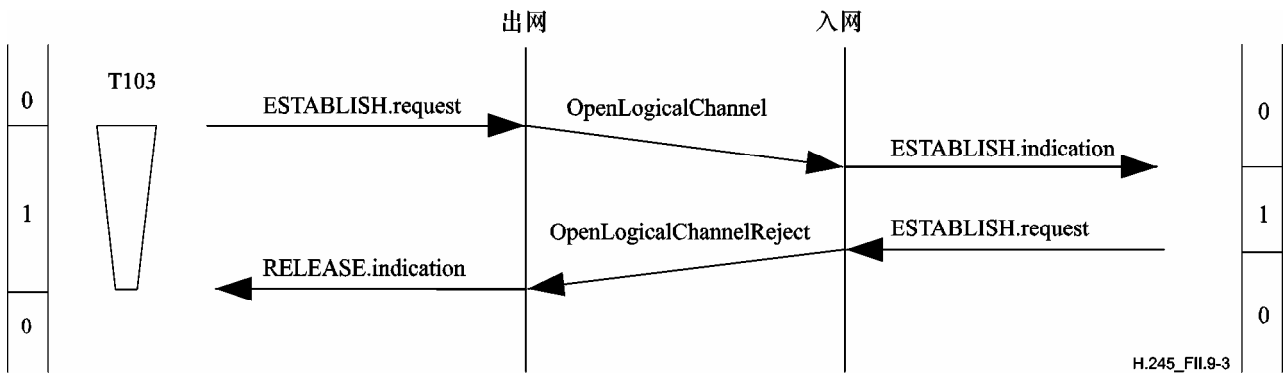 出网
入网
T103
0
ESTABLISH.request
OpenLogicalChannel
0
ESTABLISH.indication
1
1
OpenLogicalChannelReject
ESTABLISH.request
RELEASE.indication
0
0
H.245_FII.9-3